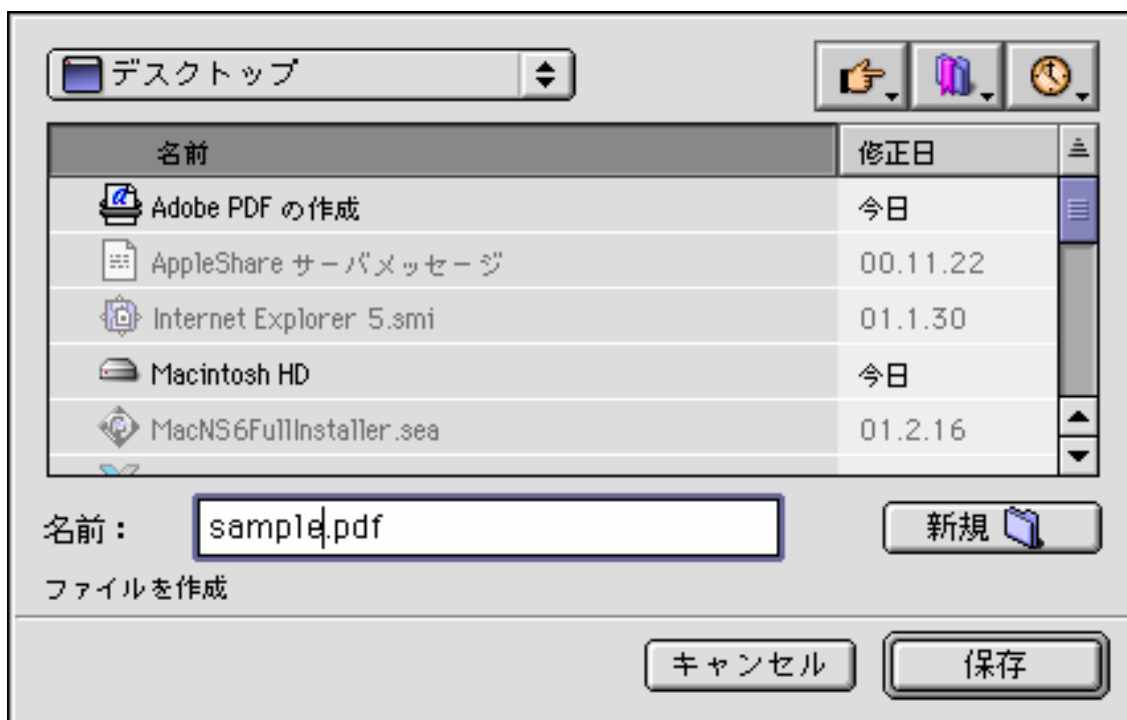 デスクトップ
名前 修正日
Adobe PDF の作成 今日
AppleShare サーバメッセージ 00.11.22
Internet Explorer 5.smi 01.1.30
Macintosh HD 今日
MacNS6FullInstaller.sea 01.2.16
名前： sample.pdf 新規
ファイルを作成
キャンセル 保存